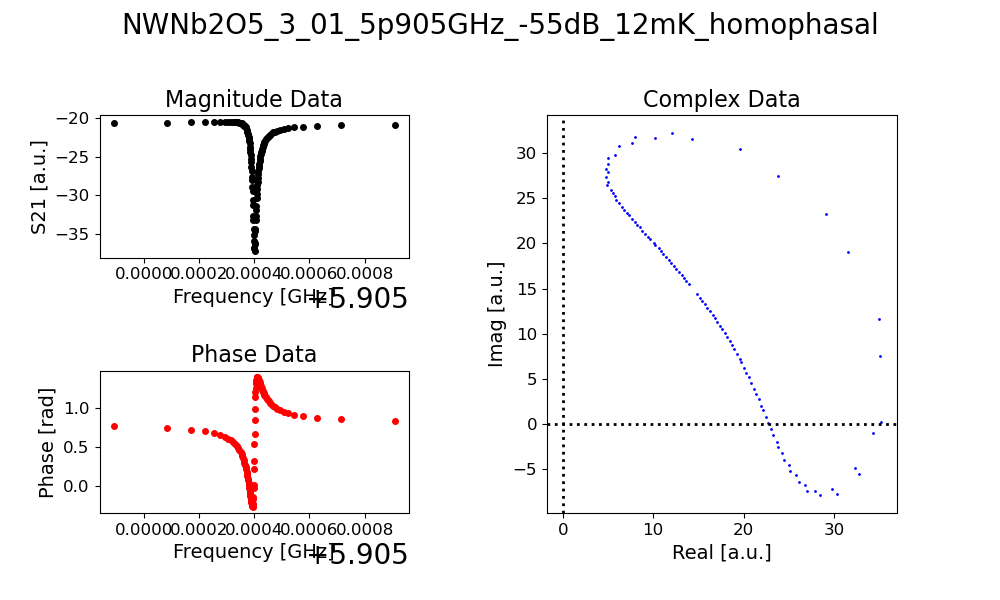 NWNb2O5_3_01_5p905GHz_-55dB_12mK_homophasal
Magnitude Data
S21 [a.u.]
−20
−25
−30
−35
0.0000 0.0002 0.0004 0.0006 0.0008
Frequency [GHz]
+5.905
Phase Data
Phase [rad]
1.0
0.5
0.0
0.0000 0.0002 0.0004 0.0006 0.0008
Frequency [GHz]
+5.905
Complex Data
Imag [a.u.]
30
25
20
15
10
5
0
−5
0 10 20 30
Real [a.u.]